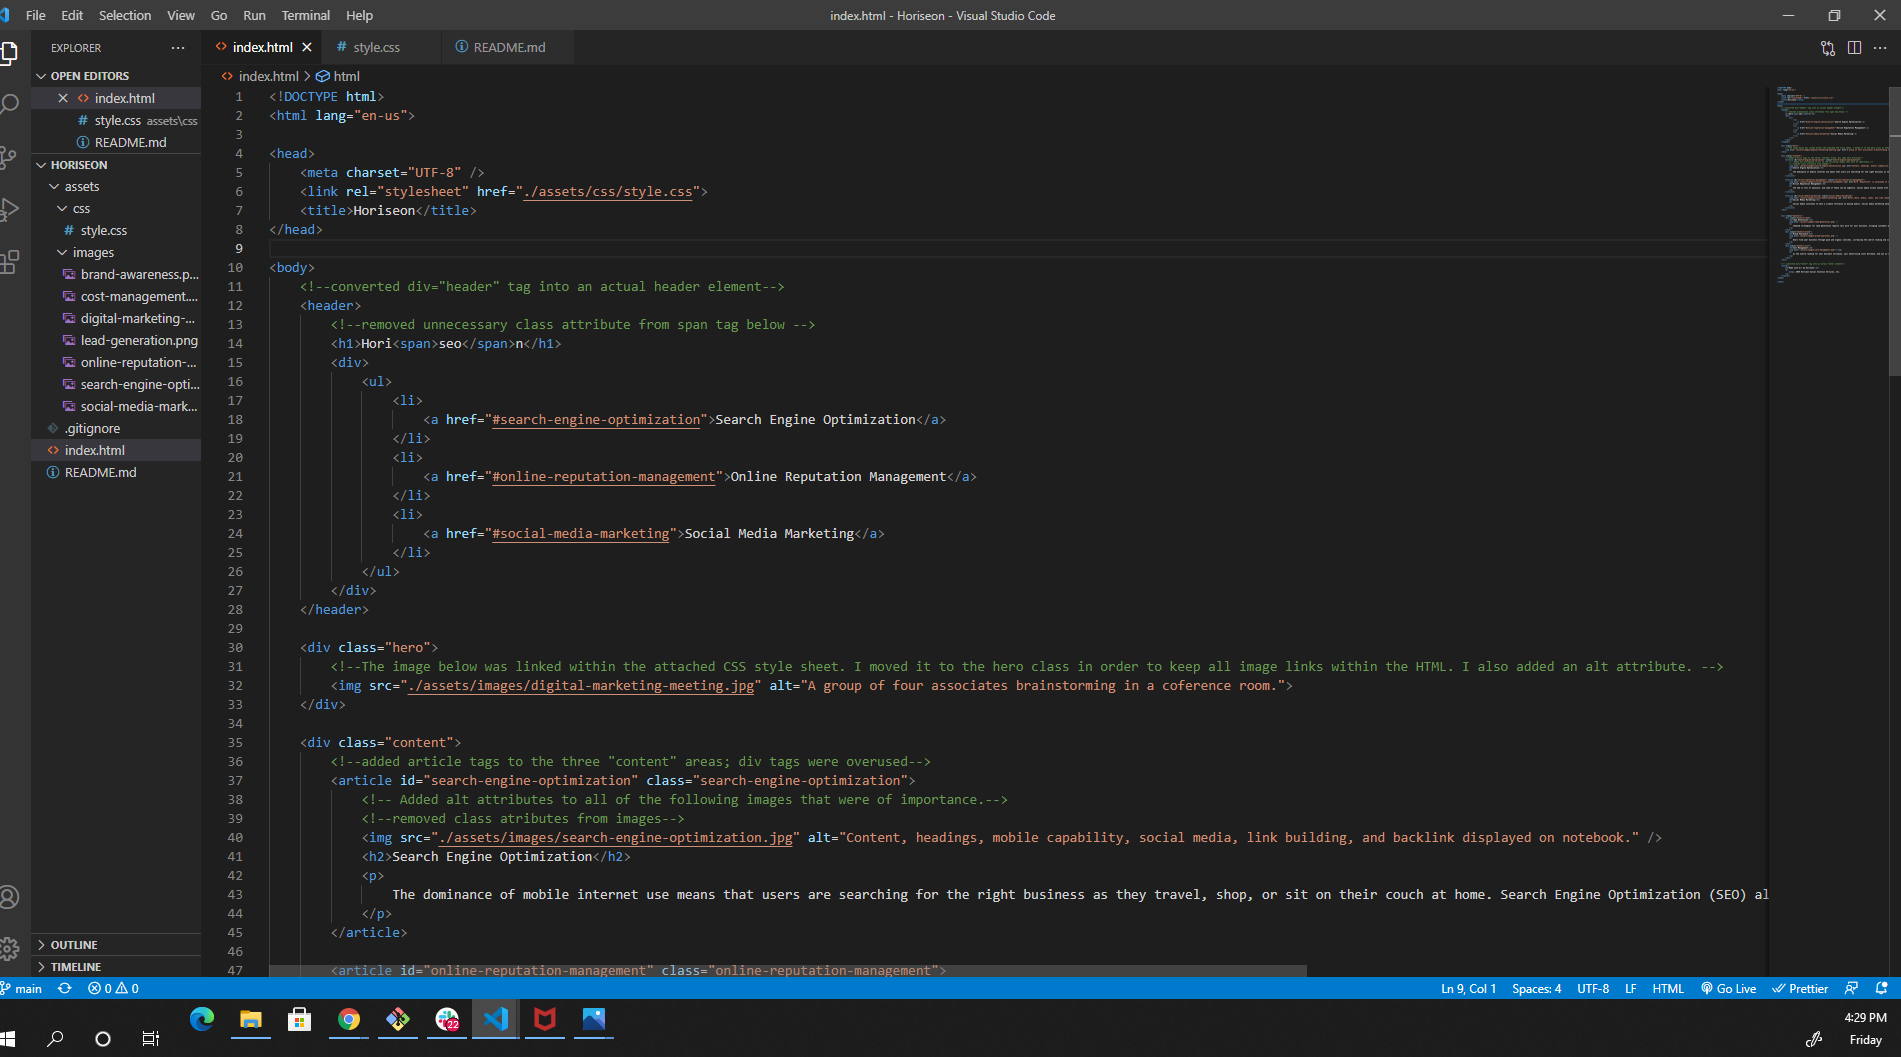 File Edit Selection View Go Run Terminal Help
index.html - Horiseon - Visual Studio Code
EXPLORER
OPEN EDITORS
index.html
style.css assets\css
README.md
HORISEON
assets
css
style.css
images
brand-awareness.p...
cost-management....
digital-marketing-...
lead-generation.png
online-reputation-...
search-engine-opti...
social-media-mark...
.gitignore
index.html
README.md
OUTLINE
TIMELINE
index.html style.css README.md
index.html > html
1 <!DOCTYPE html>
2 <html lang="en-us">
3
4 <head>
5 <meta charset="UTF-8" />
6 <link rel="stylesheet" href="./assets/css/style.css">
7 <title>Horiseon</title>
8 </head>
9
10 <body>
11 <!--converted div="header" tag into an actual header element-->
12 <header>
13 <!--removed unnecessary class attribute from span tag below -->
14 <h1>Hori<span>seo</span>n</h1>
15 <div>
16 <ul>
17 <li>
18 <a href="#search-engine-optimization">Search Engine Optimization</a>
19 </li>
20 <li>
21 <a href="#online-reputation-management">Online Reputation Management</a>
22 </li>
23 <li>
24 <a href="#social-media-marketing">Social Media Marketing</a>
25 </li>
26 </ul>
27 </div>
28 </header>
29
30 <div class="hero">
31 <!--The image below was linked within the attached CSS style sheet. I moved it to the hero class in order to keep all image links within the HTML. I also added an alt attribute. -->
32 <img src="./assets/images/digital-marketing-meeting.jpg" alt="A group of four associates brainstorming in a coference room.">
33 </div>
34
35 <div class="content">
36 <!--added article tags to the three "content" areas; div tags were overused-->
37 <article id="search-engine-optimization" class="search-engine-optimization">
38 <!-- Added alt attributes to all of the following images that were of importance.-->
39 <!--removed class atributes from images-->
40 <img src="./assets/images/search-engine-optimization.jpg" alt="Content, headings, mobile capability, social media, link building, and backlink displayed on notebook." />
41 <h2>Search Engine Optimization</h2>
42 <p>
43 The dominance of mobile internet use means that users are searching for the right business as they travel, shop, or sit on their couch at home. Search Engine Optimization (SEO) al
44 </p>
45 </article>
46
47 <article id="online-reputation-management" class="online-reputation-management">
main 0 0 Ln 9, Col 1 Spaces: 4 UTF-8 LF HTML Go Live Prettier
22
4:29 PM
Friday